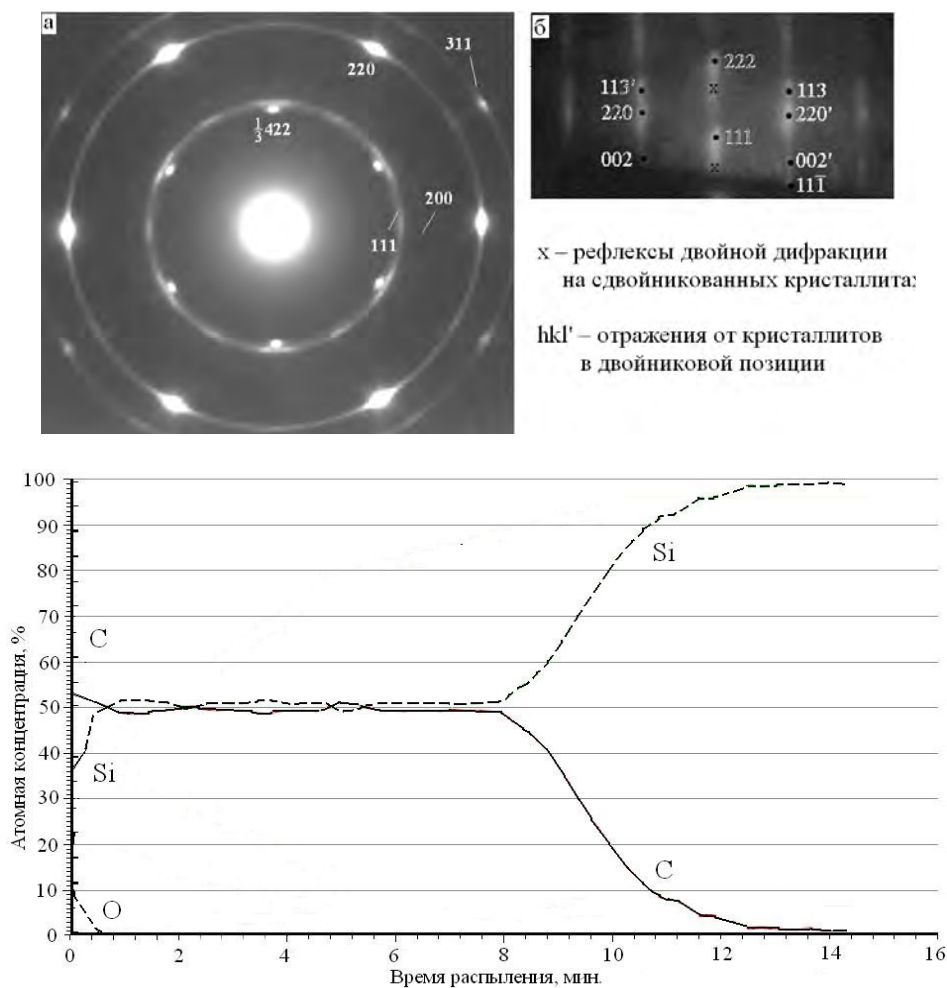 а
311
220
1/3 422
200
111
б
222
x
113' 113
220 220'
111
002 002'
x
111̄
x – рефлексы двойной дифракции
на сдвойникованных кристаллита
hkl' – отражения от кристаллитов
в двойниковой позиции
Атомная концентрация, %
100
90
80
70
60
50
40
30
20
10
0
C
Si
O
Si
C
0 2 4 6 8 10 12 14 16
Время распыления, мин.